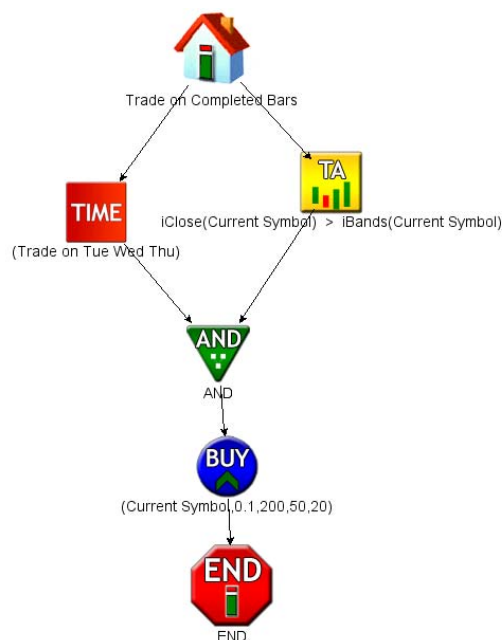 Trade on Completed Bars
TIME
(Trade on Tue Wed Thu)
TA
iClose(Current Symbol) > iBands(Current Symbol)
AND
AND
BUY
(Current Symbol,0.1,200,50,20)
END
END